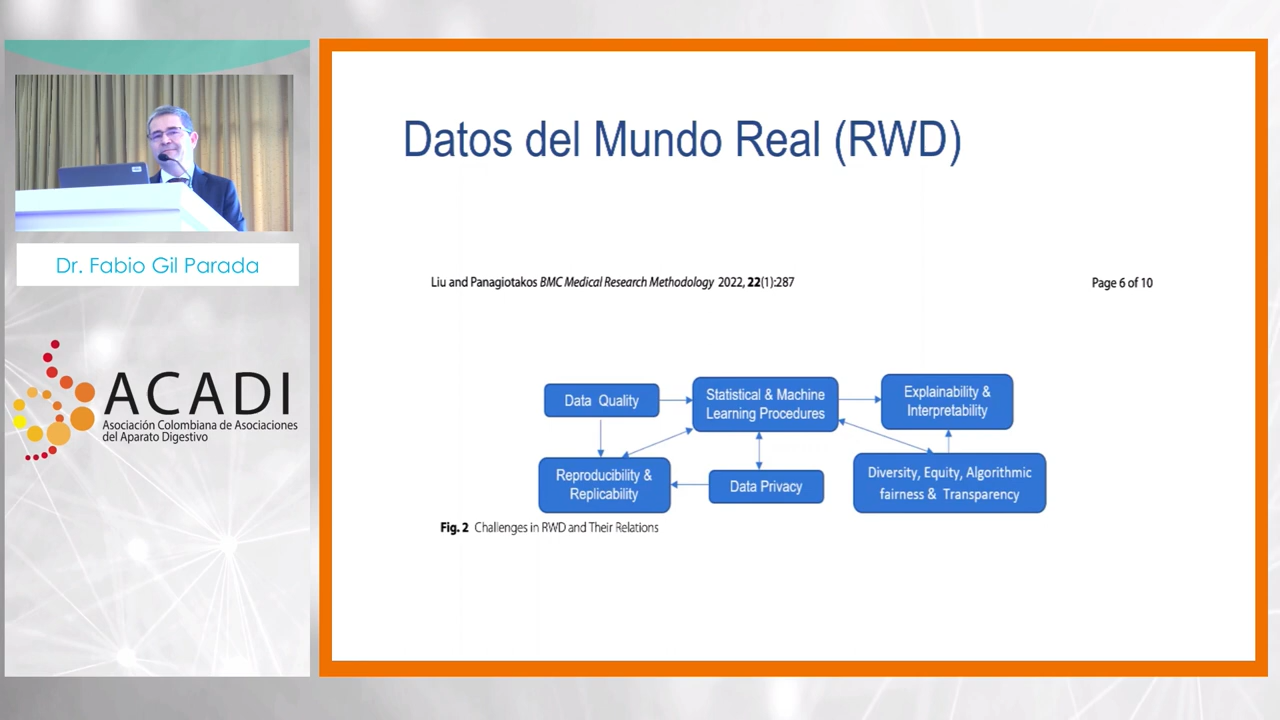 Datos del Mundo Real (RWD)
Dr. Fabio Gil Parada
ACADI
Asociación Colombiana de Asociaciones
del Aparato Digestivo
Liu and Panagiotakos BMC Medical Research Methodology 2022, 22(1):287
Page 6 of 10
Data Quality
Statistical & Machine
Learning Procedures
Explainability &
Interpretability
Reproducibility &
Replicability
Data Privacy
Diversity, Equity, Algorithmic
fairness & Transparency
Fig. 2 Challenges in RWD and Their Relations